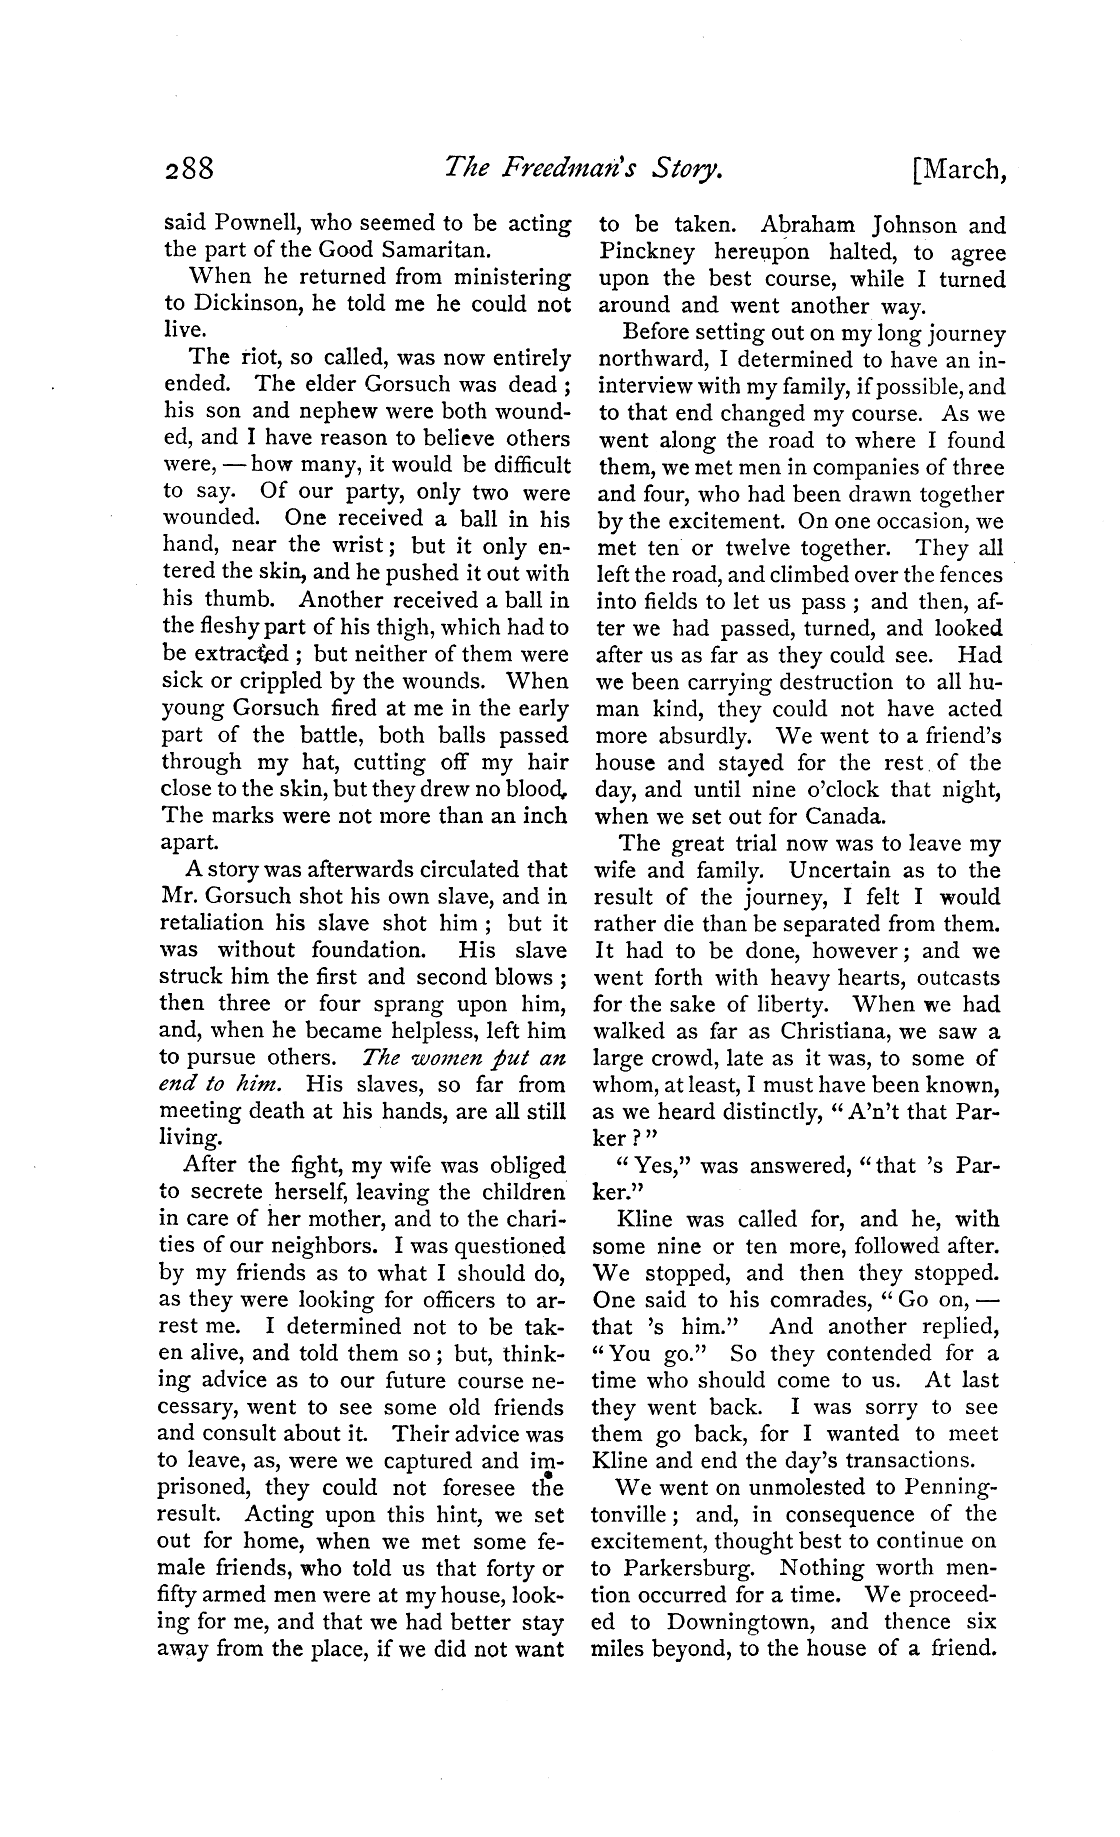 288 The Freedman's Story. [March,
said Pownell, who seemed to be acting
the part of the Good Samaritan.
When he returned from ministering
to Dickinson, he told me he could not
live.
The riot, so called, was now entirely
ended. The elder Gorsuch was dead ;
his son and nephew were both wound-
ed, and I have reason to believe others
were, — how many, it would be difficult
to say. Of our party, only two were
wounded. One received a ball in his
hand, near the wrist ; but it only en-
tered the skin, and he pushed it out with
his thumb. Another received a ball in
the fleshy part of his thigh, which had to
be extracted ; but neither of them were
sick or crippled by the wounds. When
young Gorsuch fired at me in the early
part of the battle, both balls passed
through my hat, cutting off my hair
close to the skin, but they drew no blood.
The marks were not more than an inch
apart.
A story was afterwards circulated that
Mr. Gorsuch shot his own slave, and in
retaliation his slave shot him ; but it
was without foundation. His slave
struck him the first and second blows ;
then three or four sprang upon him,
and, when he became helpless, left him
to pursue others. The women put an
end to him. His slaves, so far from
meeting death at his hands, are all still
living.
After the fight, my wife was obliged
to secrete herself, leaving the children
in care of her mother, and to the chari-
ties of our neighbors. I was questioned
by my friends as to what I should do,
as they were looking for officers to ar-
rest me. I determined not to be tak-
en alive, and told them so ; but, think-
ing advice as to our future course ne-
cessary, went to see some old friends
and consult about it. Their advice was
to leave, as, were we captured and im-
prisoned, they could not foresee the
result. Acting upon this hint, we set
out for home, when we met some fe-
male friends, who told us that forty or
fifty armed men were at my house, look-
ing for me, and that we had better stay
away from the place, if we did not want
to be taken. Abraham Johnson and
Pinckney hereupon halted, to agree
upon the best course, while I turned
around and went another way.
Before setting out on my long journey
northward, I determined to have an in-
interview with my family, if possible, and
to that end changed my course. As we
went along the road to where I found
them, we met men in companies of three
and four, who had been drawn together
by the excitement. On one occasion, we
met ten or twelve together. They all
left the road, and climbed over the fences
into fields to let us pass ; and then, af-
ter we had passed, turned, and looked
after us as far as they could see. Had
we been carrying destruction to all hu-
man kind, they could not have acted
more absurdly. We went to a friend's
house and stayed for the rest of the
day, and until nine o'clock that night,
when we set out for Canada.
The great trial now was to leave my
wife and family. Uncertain as to the
result of the journey, I felt I would
rather die than be separated from them.
It had to be done, however ; and we
went forth with heavy hearts, outcasts
for the sake of liberty. When we had
walked as far as Christiana, we saw a
large crowd, late as it was, to some of
whom, at least, I must have been known,
as we heard distinctly, " A'n't that Par-
ker ? "
" Yes," was answered, " that 's Par-
ker."
Kline was called for, and he, with
some nine or ten more, followed after.
We stopped, and then they stopped.
One said to his comrades, " Go on, —
that 's him." And another replied,
" You go." So they contended for a
time who should come to us. At last
they went back. I was sorry to see
them go back, for I wanted to meet
Kline and end the day's transactions.
We went on unmolested to Penning-
tonville ; and, in consequence of the
excitement, thought best to continue on
to Parkersburg. Nothing worth men-
tion occurred for a time. We proceed-
ed to Downingtown, and thence six
miles beyond, to the house of a friend.